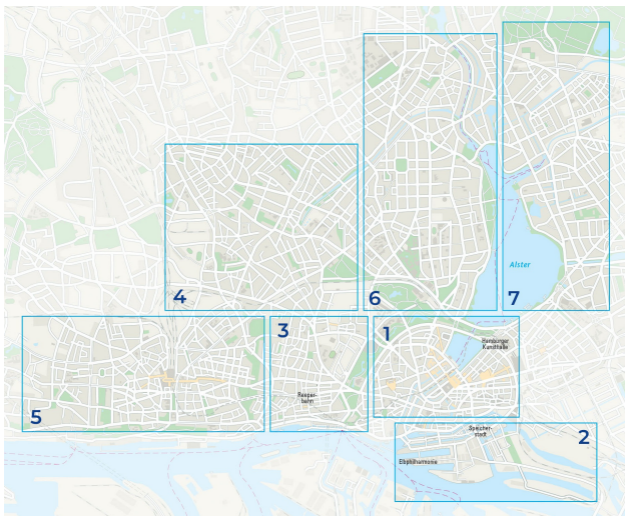 Alster
4
6
7
3
1
Hamburger
Kunsthalle
Reeper-
bahn
5
Speicher-
stadt
2
Elbphilharmonie